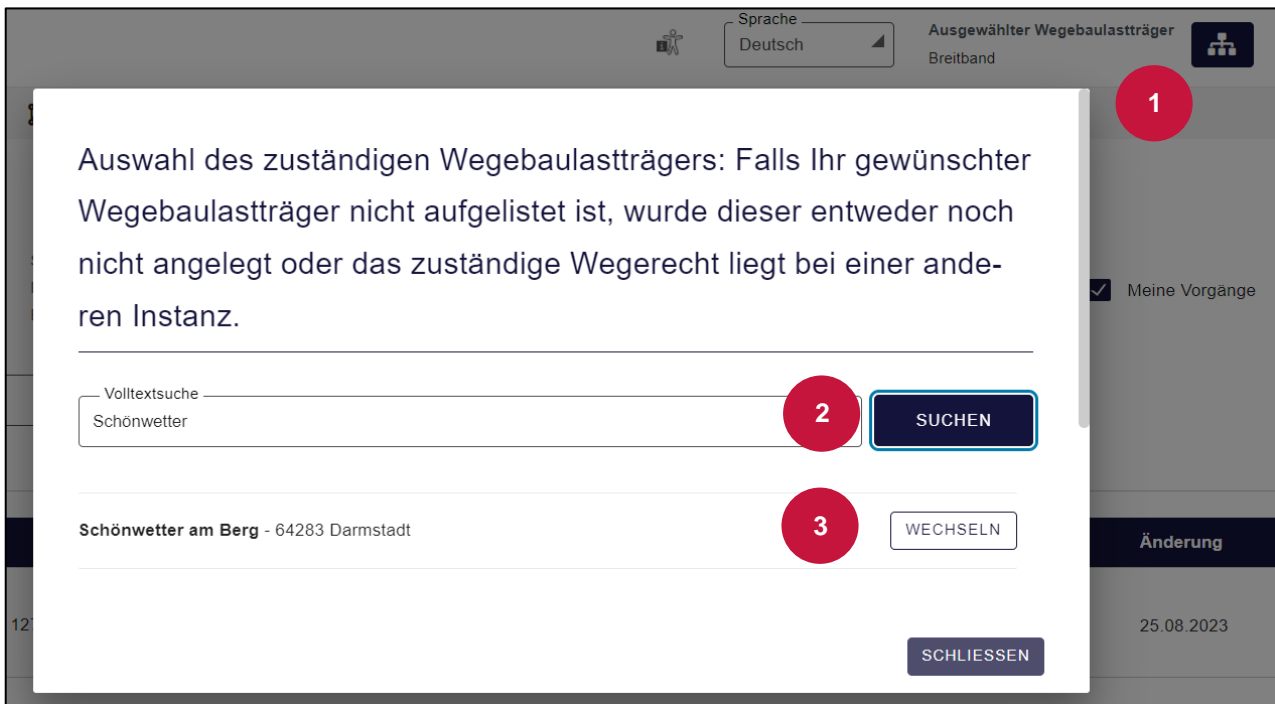 Sprache
Deutsch
Ausgewählter Wegebaulastträger
Breitband
1
Auswahl des zuständigen Wegebaulastträgers: Falls Ihr gewünschter
Wegebaulastträger nicht aufgelistet ist, wurde dieser entweder noch
nicht angelegt oder das zuständige Wegerecht liegt bei einer ande-
ren Instanz.
Meine Vorgänge
Volltextsuche
Schönwetter
2
SUCHEN
Schönwetter am Berg - 64283 Darmstadt
3
WECHSELN
Änderung
12
25.08.2023
SCHLIESSEN